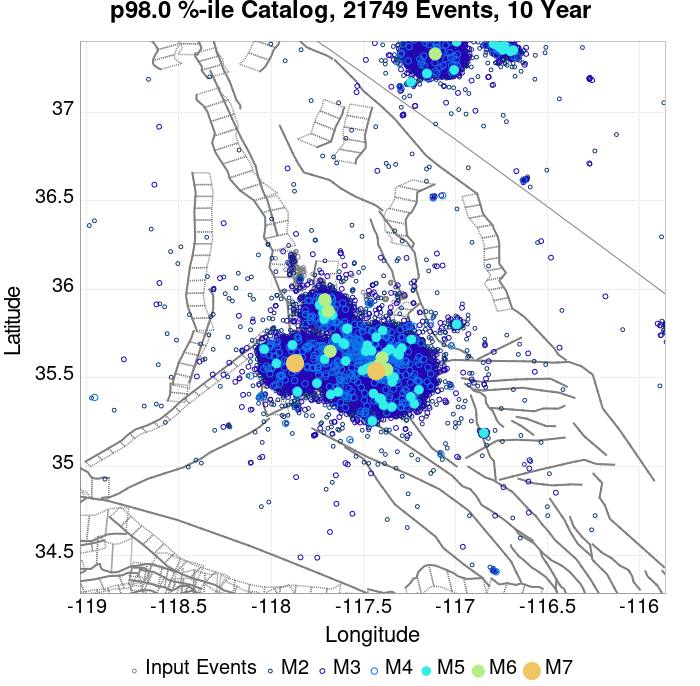 p98.0 %-ile Catalog, 21749 Events, 10 Year
37
36.5
36
35.5
35
34.5
Latitude
-119 -118.5 -118 -117.5 -117 -116.5 -116
Longitude
Input Events M2 M3 M4 M5 M6 M7